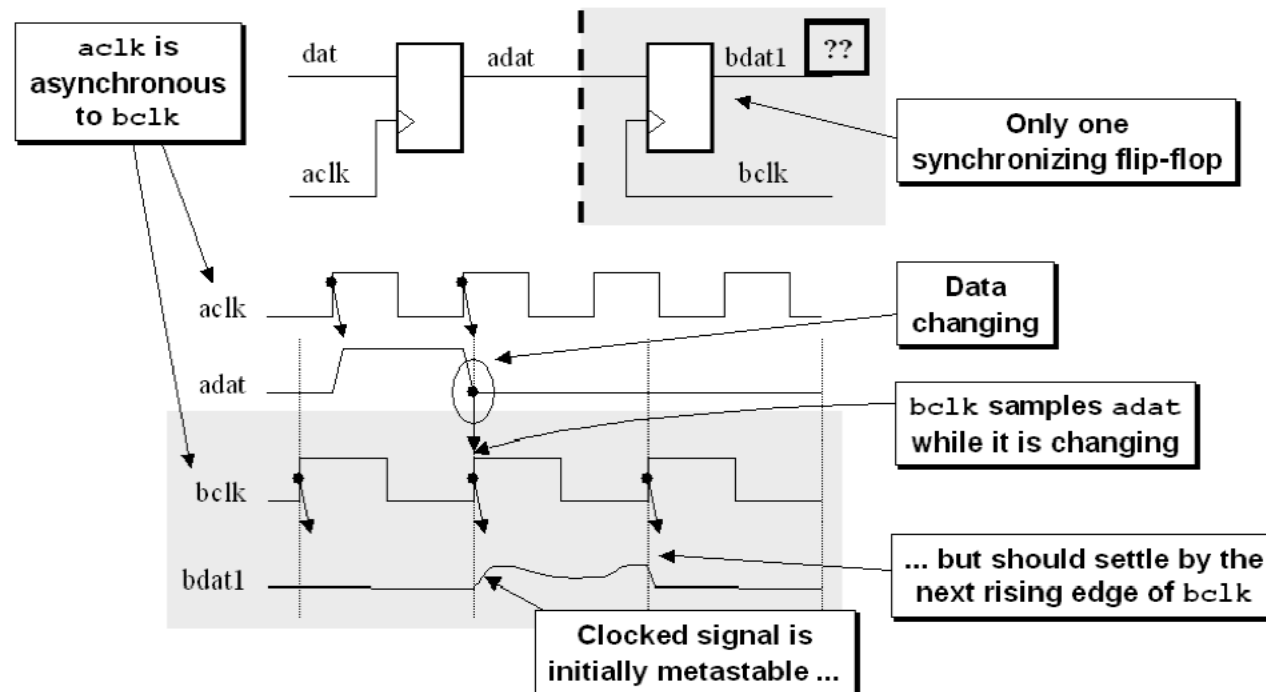 aclk is
asynchronous
to bclk
dat
adat
bdat1
??
aclk
bclk
Only one
synchronizing flip-flop
aclk
Data
changing
adat
bclk samples adat
while it is changing
bclk
... but should settle by the
next rising edge of bclk
bdat1
Clocked signal is
initially metastable ...